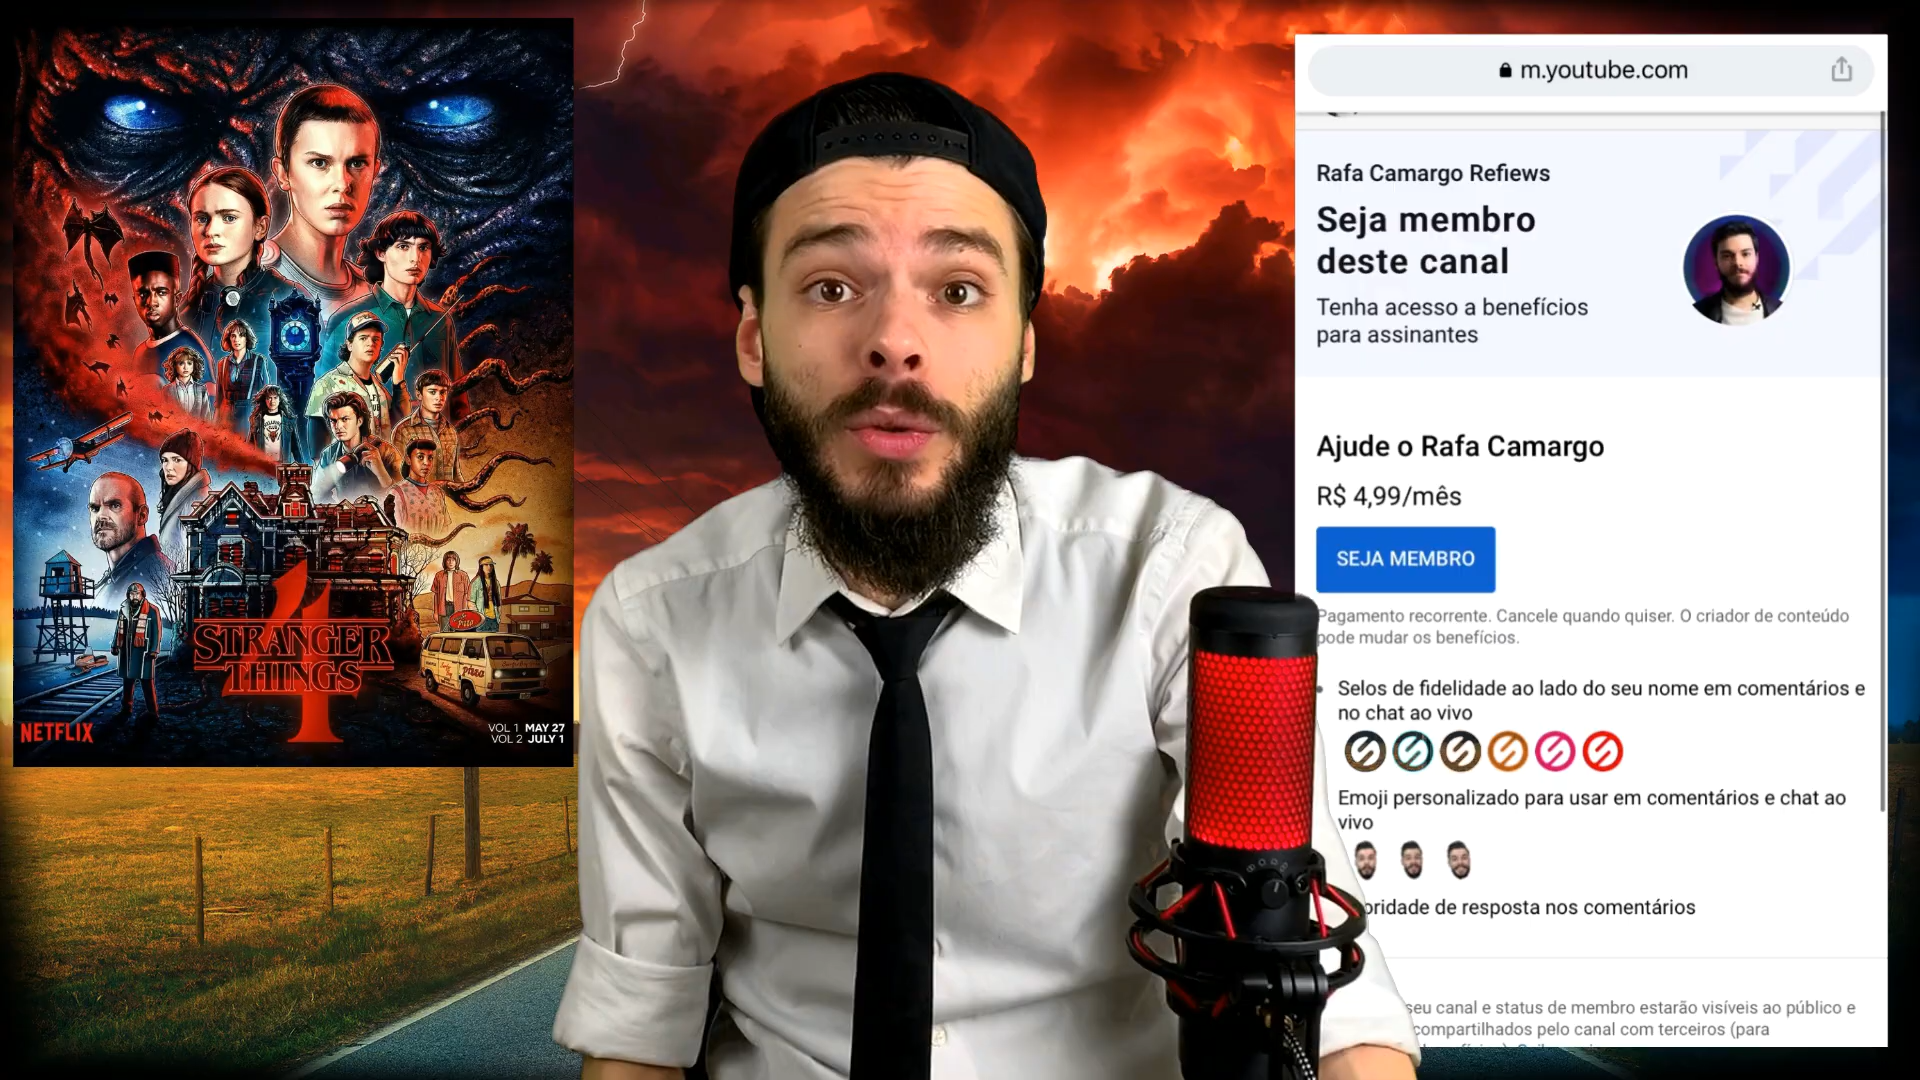 STRANGER
THINGS
4
Pizza
NETFLIX
VOL 1 MAY 27
VOL 2 JULY 1
m.youtube.com
Rafa Camargo Refiews
Seja membro
deste canal
Tenha acesso a benefícios
para assinantes
Ajude o Rafa Camargo
R$ 4,99/mês
SEJA MEMBRO
Pagamento recorrente. Cancele quando quiser. O criador de conteúdo
pode mudar os benefícios.
Selos de fidelidade ao lado do seu nome em comentários e
no chat ao vivo
Emoji personalizado para usar em comentários e chat ao
vivo
oridade de resposta nos comentários
seu canal e status de membro estarão visíveis ao público e
compartilhados pelo canal com terceiros (para